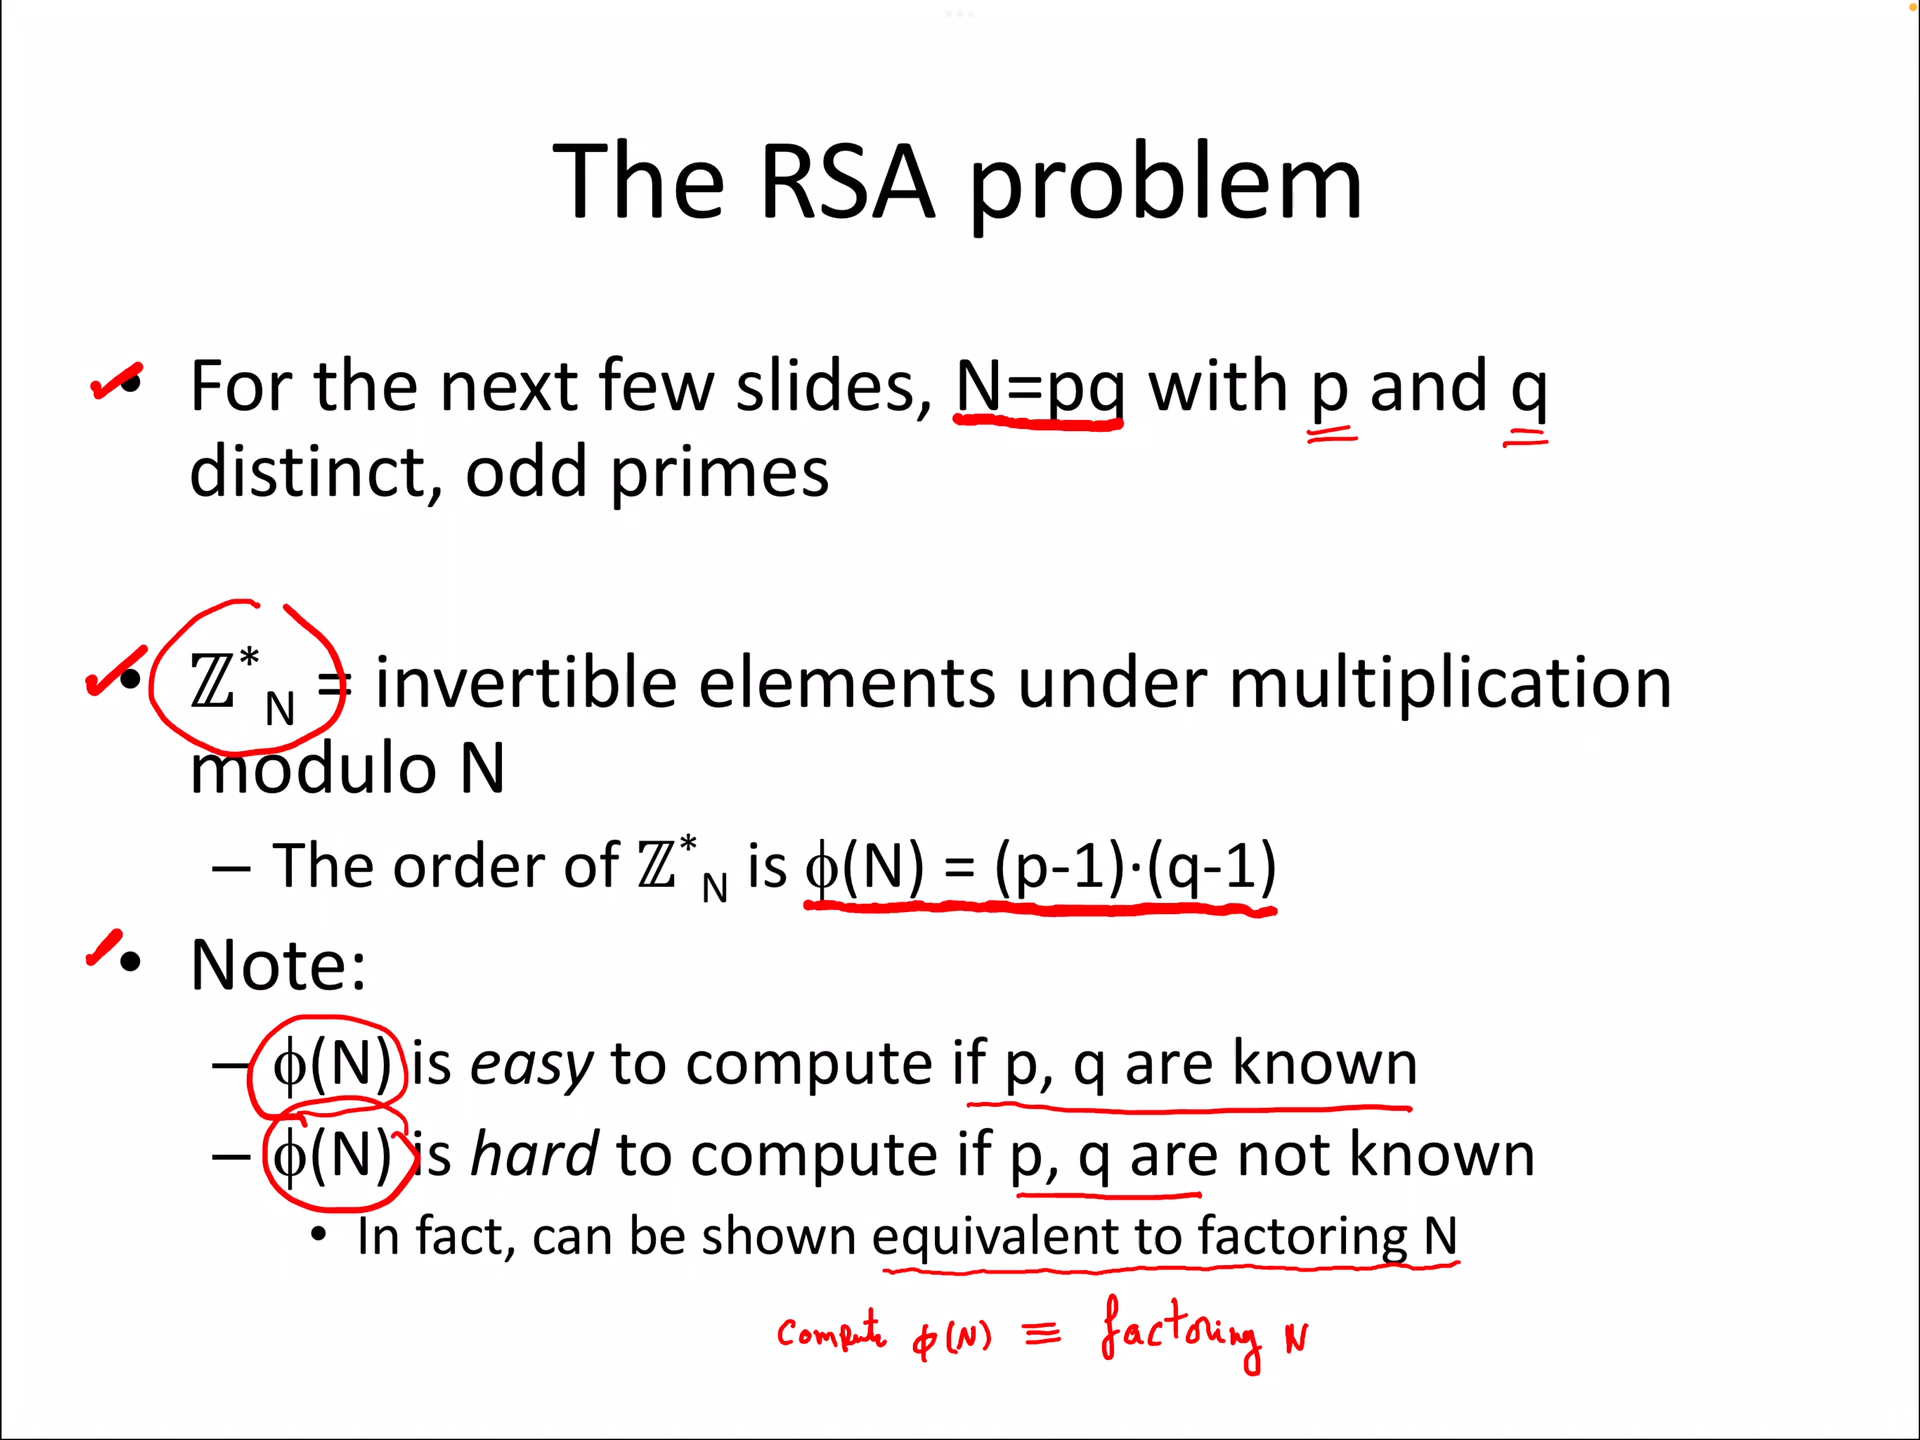 The RSA problem
• For the next few slides, N=pq with p and q
distinct, odd primes
• ℤ*N = invertible elements under multiplication
modulo N
– The order of ℤ*N is ϕ(N) = (p-1)·(q-1)
• Note:
– ϕ(N) is easy to compute if p, q are known
– ϕ(N) is hard to compute if p, q are not known
• In fact, can be shown equivalent to factoring N
Compute ϕ(N) ≡ factoring N